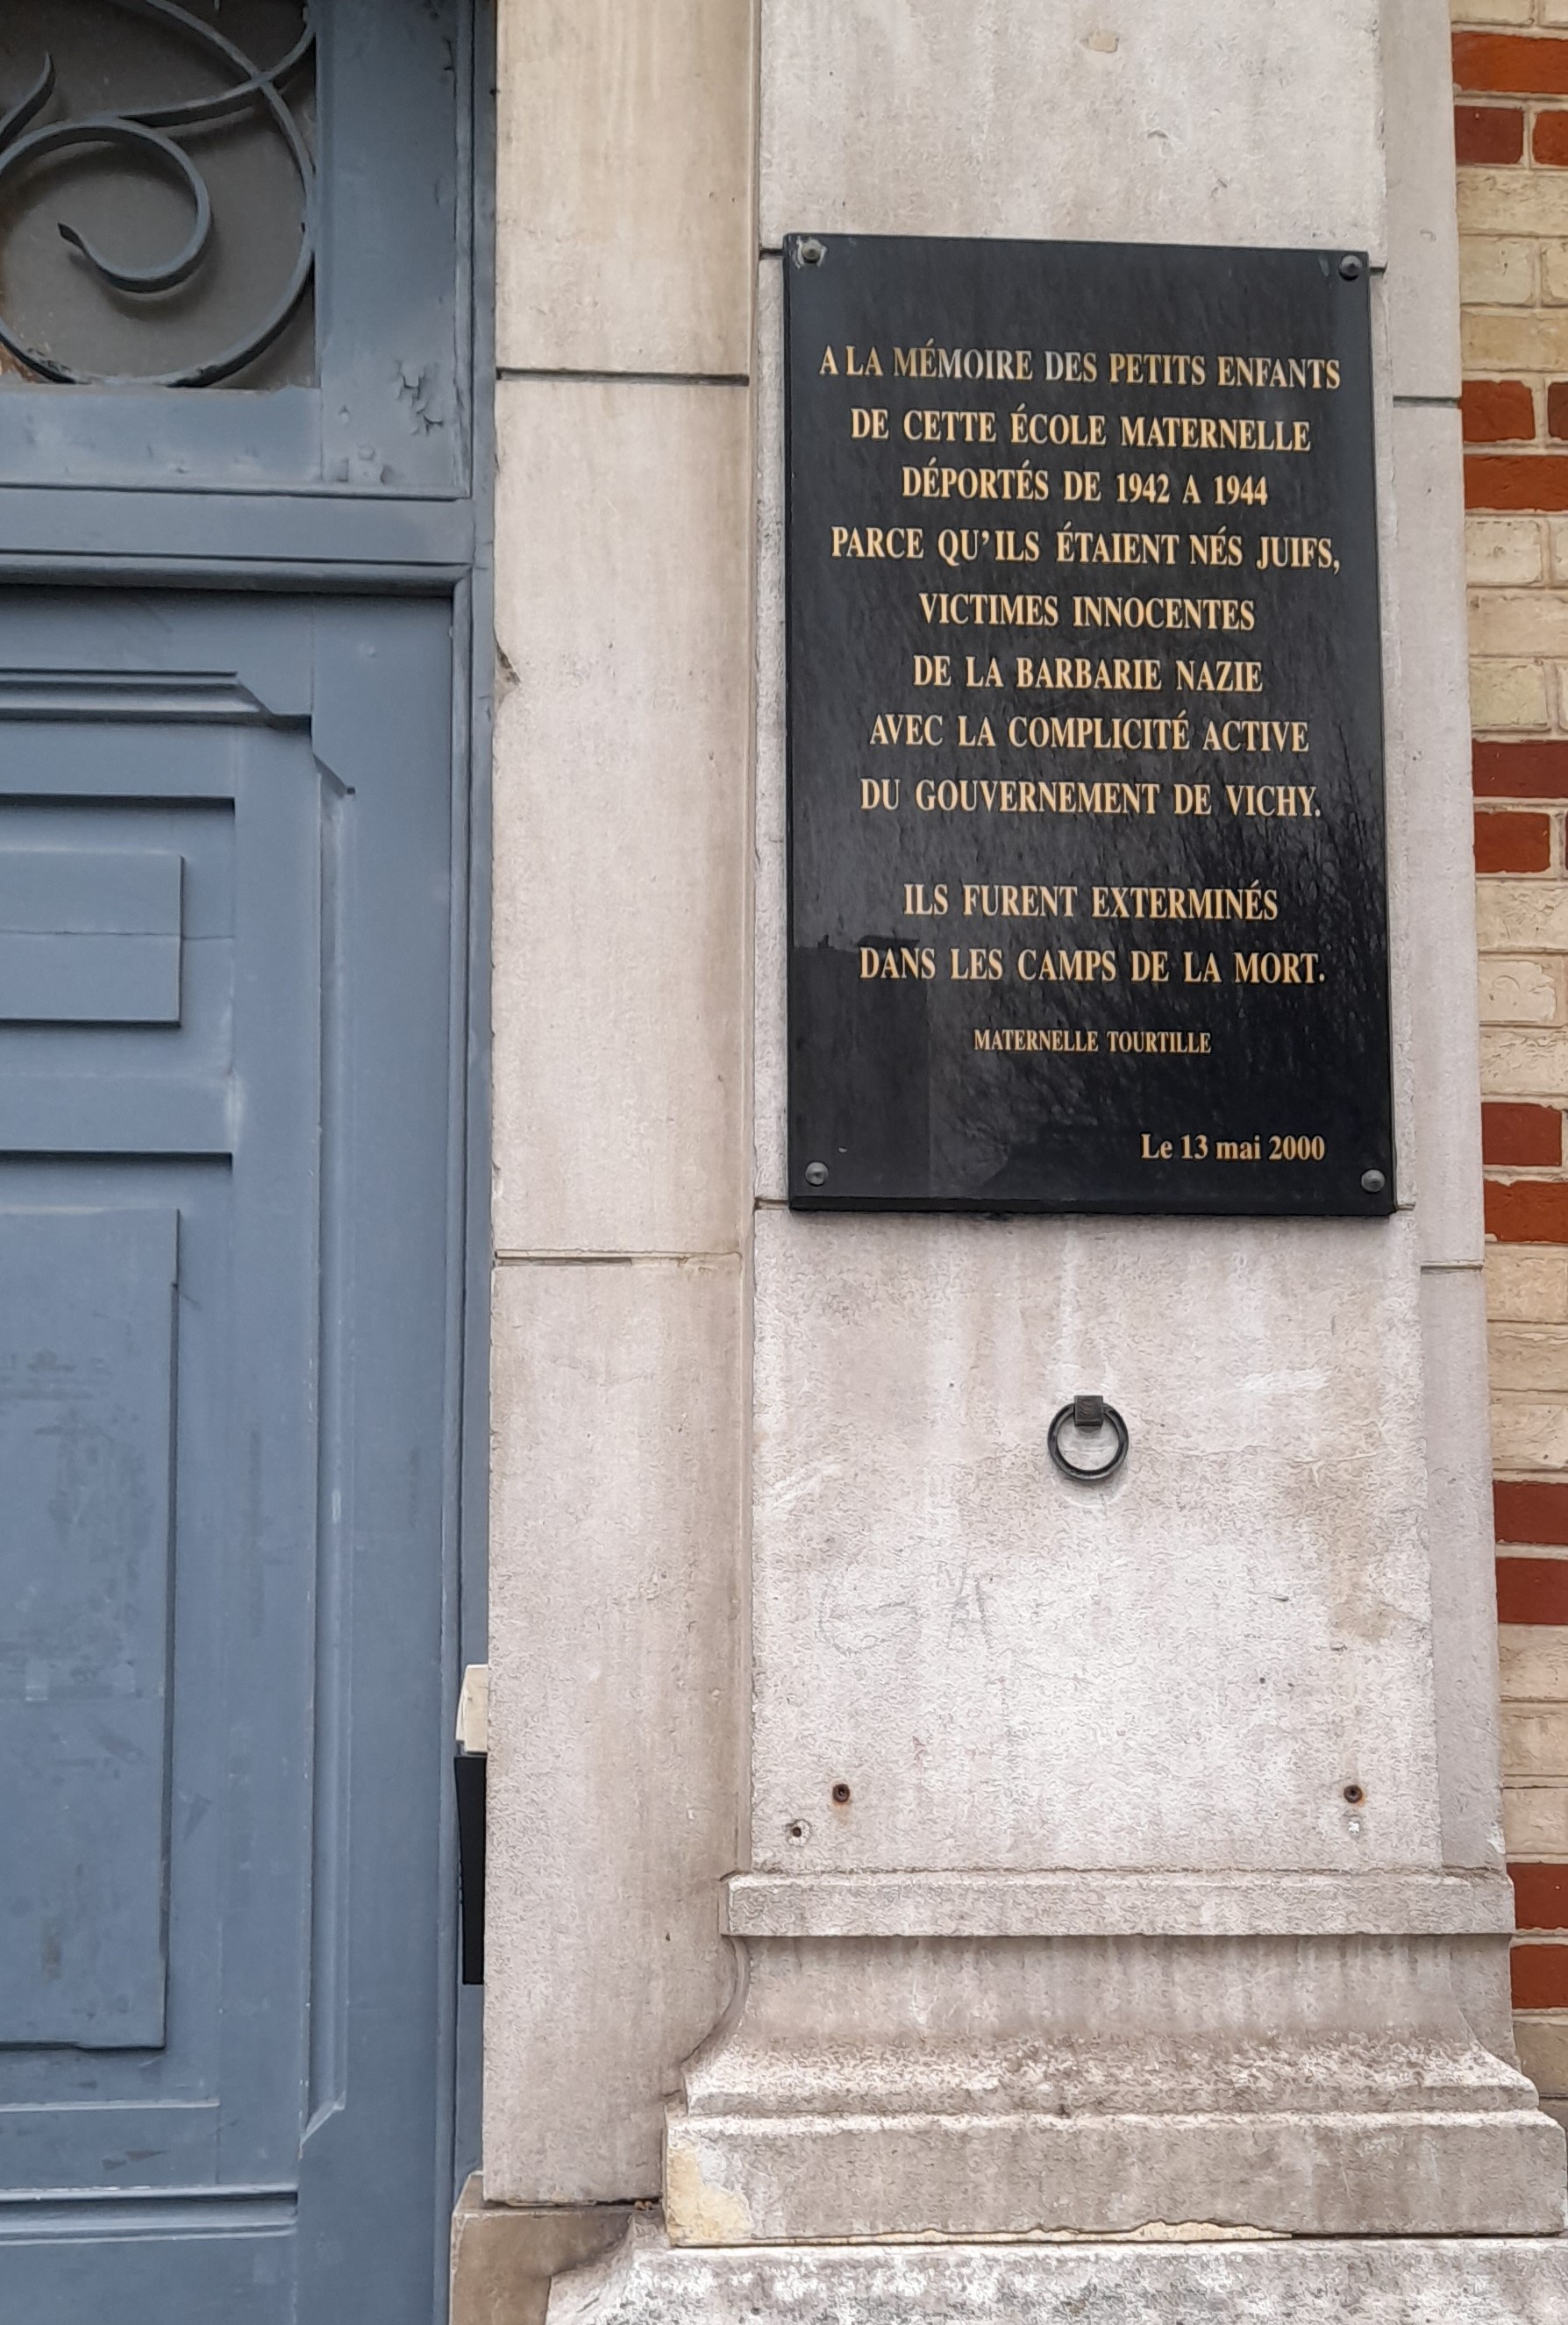 A LA MÉMOIRE DES PETITS ENFANTS
DE CETTE ÉCOLE MATERNELLE
DÉPORTÉS DE 1942 A 1944
PARCE QU'ILS ÉTAIENT NÉS JUIFS,
VICTIMES INNOCENTES
DE LA BARBARIE NAZIE
AVEC LA COMPLICITÉ ACTIVE
DU GOUVERNEMENT DE VICHY.
ILS FURENT EXTERMINÉS
DANS LES CAMPS DE LA MORT.
MATERNELLE TOURTILLE
Le 13 mai 2000